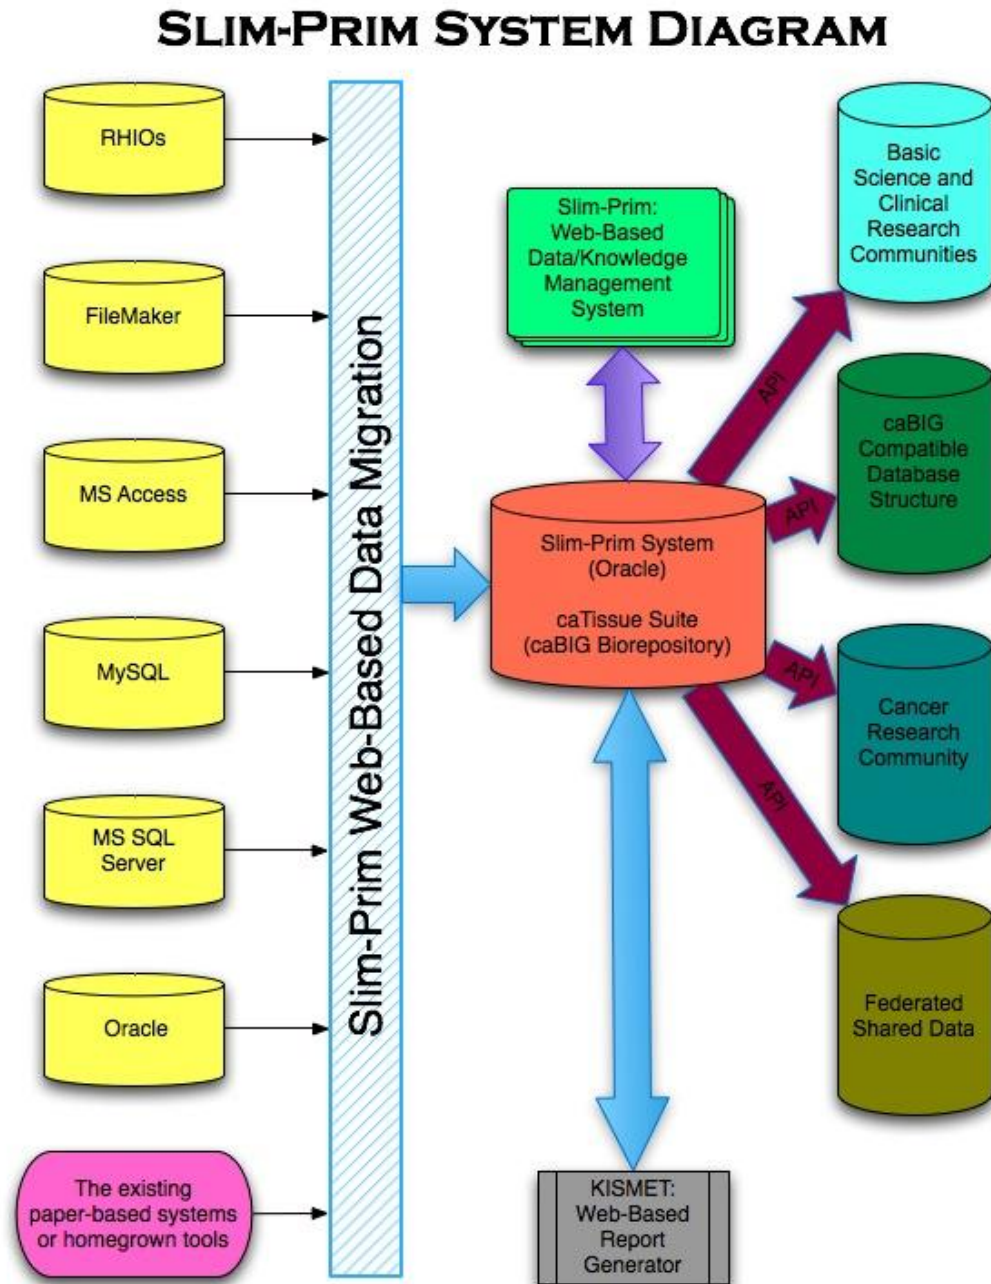 SLIM-PRIM SYSTEM DIAGRAM
RHIOs
FileMaker
MS Access
MySQL
MS SQL
Server
Oracle
The existing
paper-based systems
or homegrown tools
Slim-Prim Web-Based Data Migration
Slim-Prim:
Web-Based
Data/Knowledge
Management
System
Slim-Prim System
(Oracle)
caTissue Suite
(caBIG Biorepository)
KISMET:
Web-Based
Report
Generator
API
API
API
API
Basic
Science and
Clinical
Research
Communities
caBIG
Compatible
Database
Structure
Cancer
Research
Community
Federated
Shared Data